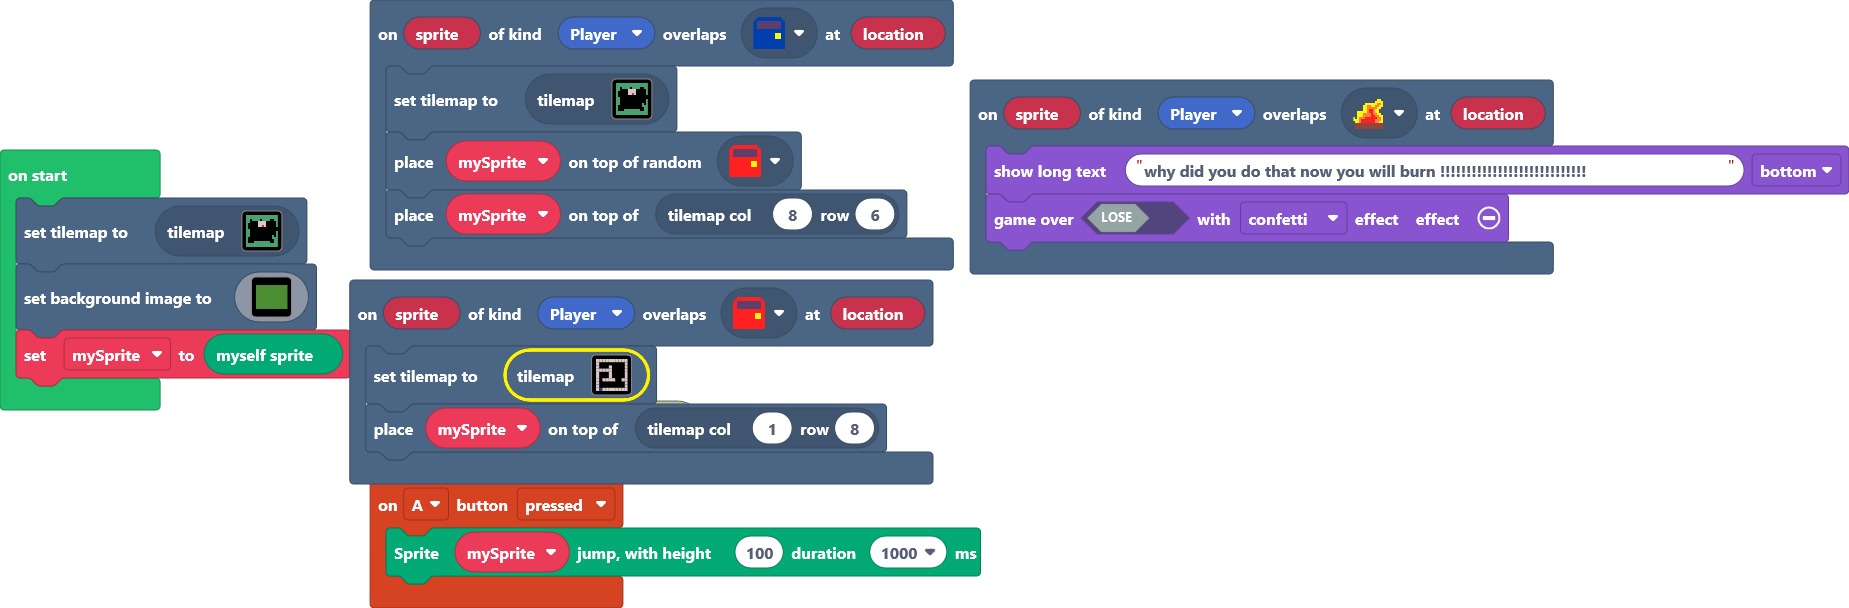 on start
set tilemap to tilemap
set background image to
set mySprite to myself sprite
on sprite of kind Player overlaps at location
set tilemap to tilemap
place mySprite on top of random
place mySprite on top of tilemap col 8 row 6
on sprite of kind Player overlaps at location
set tilemap to tilemap
place mySprite on top of tilemap col 1 row 8
on A button pressed
Sprite mySprite jump, with height 100 duration 1000 ms
on sprite of kind Player overlaps at location
show long text "why did you do that now you will burn !!!!!!!!!!!!!!!!!!!!!!!!!!!!" bottom
game over LOSE with confetti effect effect